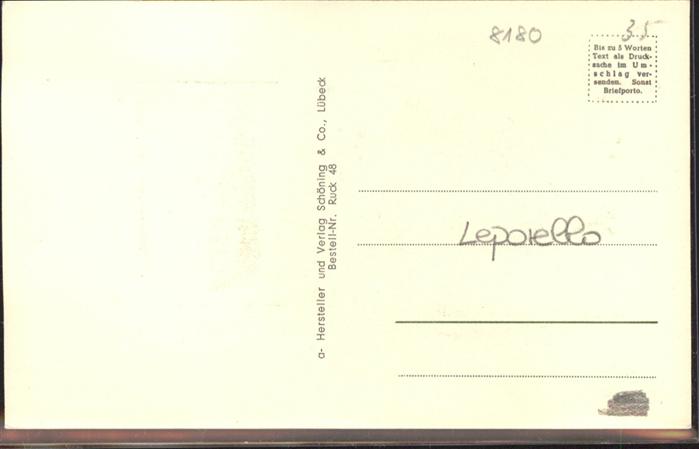 8180
35
Bis zu 5 Worten
Text als Druck-
sache im Um-
schlag ver-
senden. Sonst
Briefporto.
a- Hersteller und Verlag Schöning & Co., Lübeck
Bestell-Nr. Ruck 48
Leporello